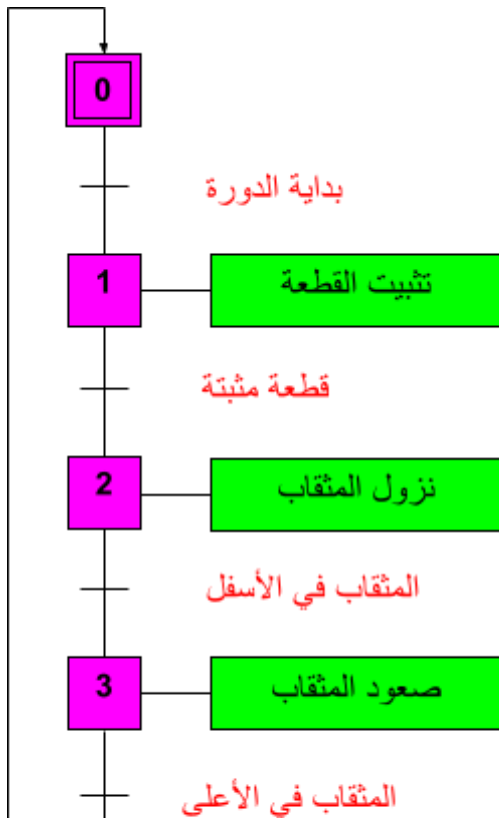 0
بداية الدورة
1
تثبيت القطعة
قطعة مثبتة
2
نزول المثقاب
المثقاب في الأسفل
3
صعود المثقاب
المثقاب في الأعلى